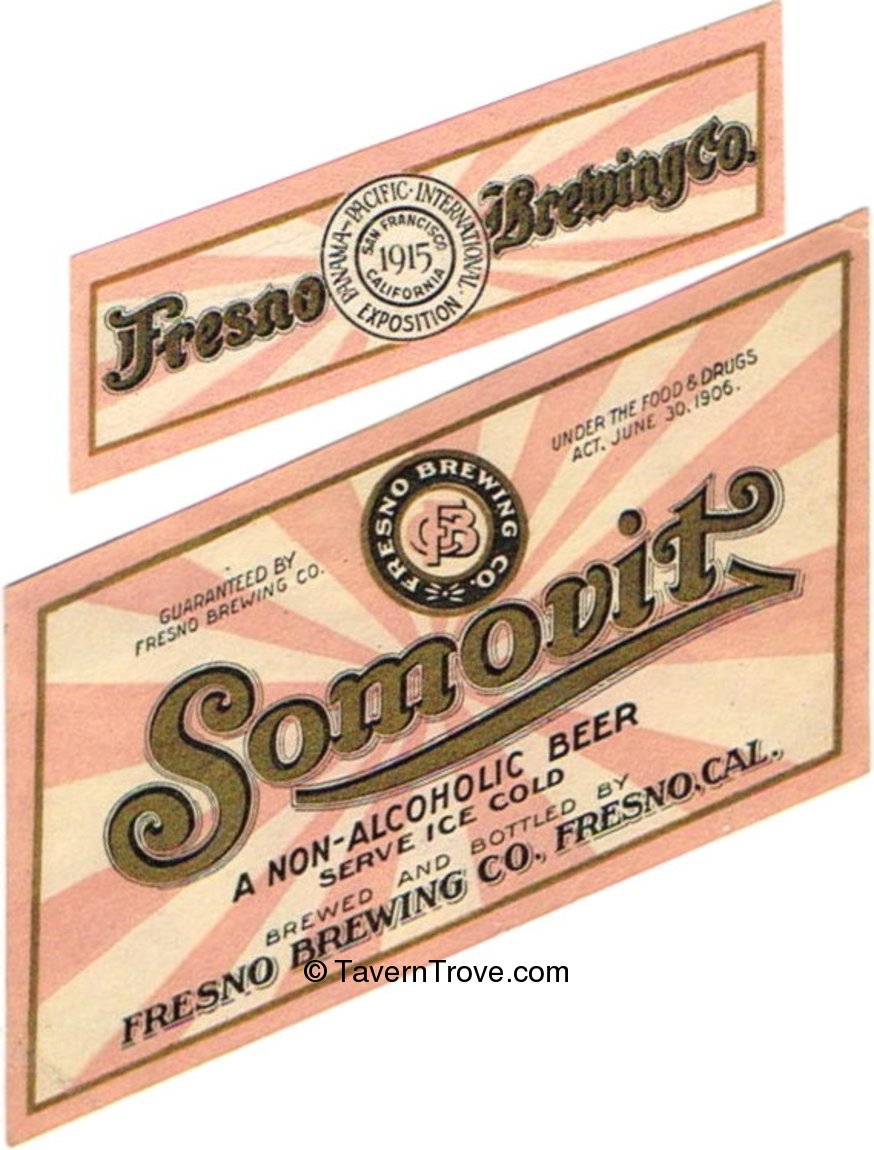 Fresno Brewing Co.
PANAMA-PACIFIC·INTERNATIONAL·
EXPOSITION·
SAN FRANCISCO
1915
CALIFORNIA
UNDER THE FOOD & DRUGS
ACT, JUNE 30, 1906.
FRESNO BREWING CO.
FBC
GUARANTEED BY
FRESNO BREWING CO.
Somovit
A NON-ALCOHOLIC BEER
SERVE ICE COLD
BREWED AND BOTTLED BY
FRESNO BREWING CO., FRESNO, CAL.,
© TavernTrove.com